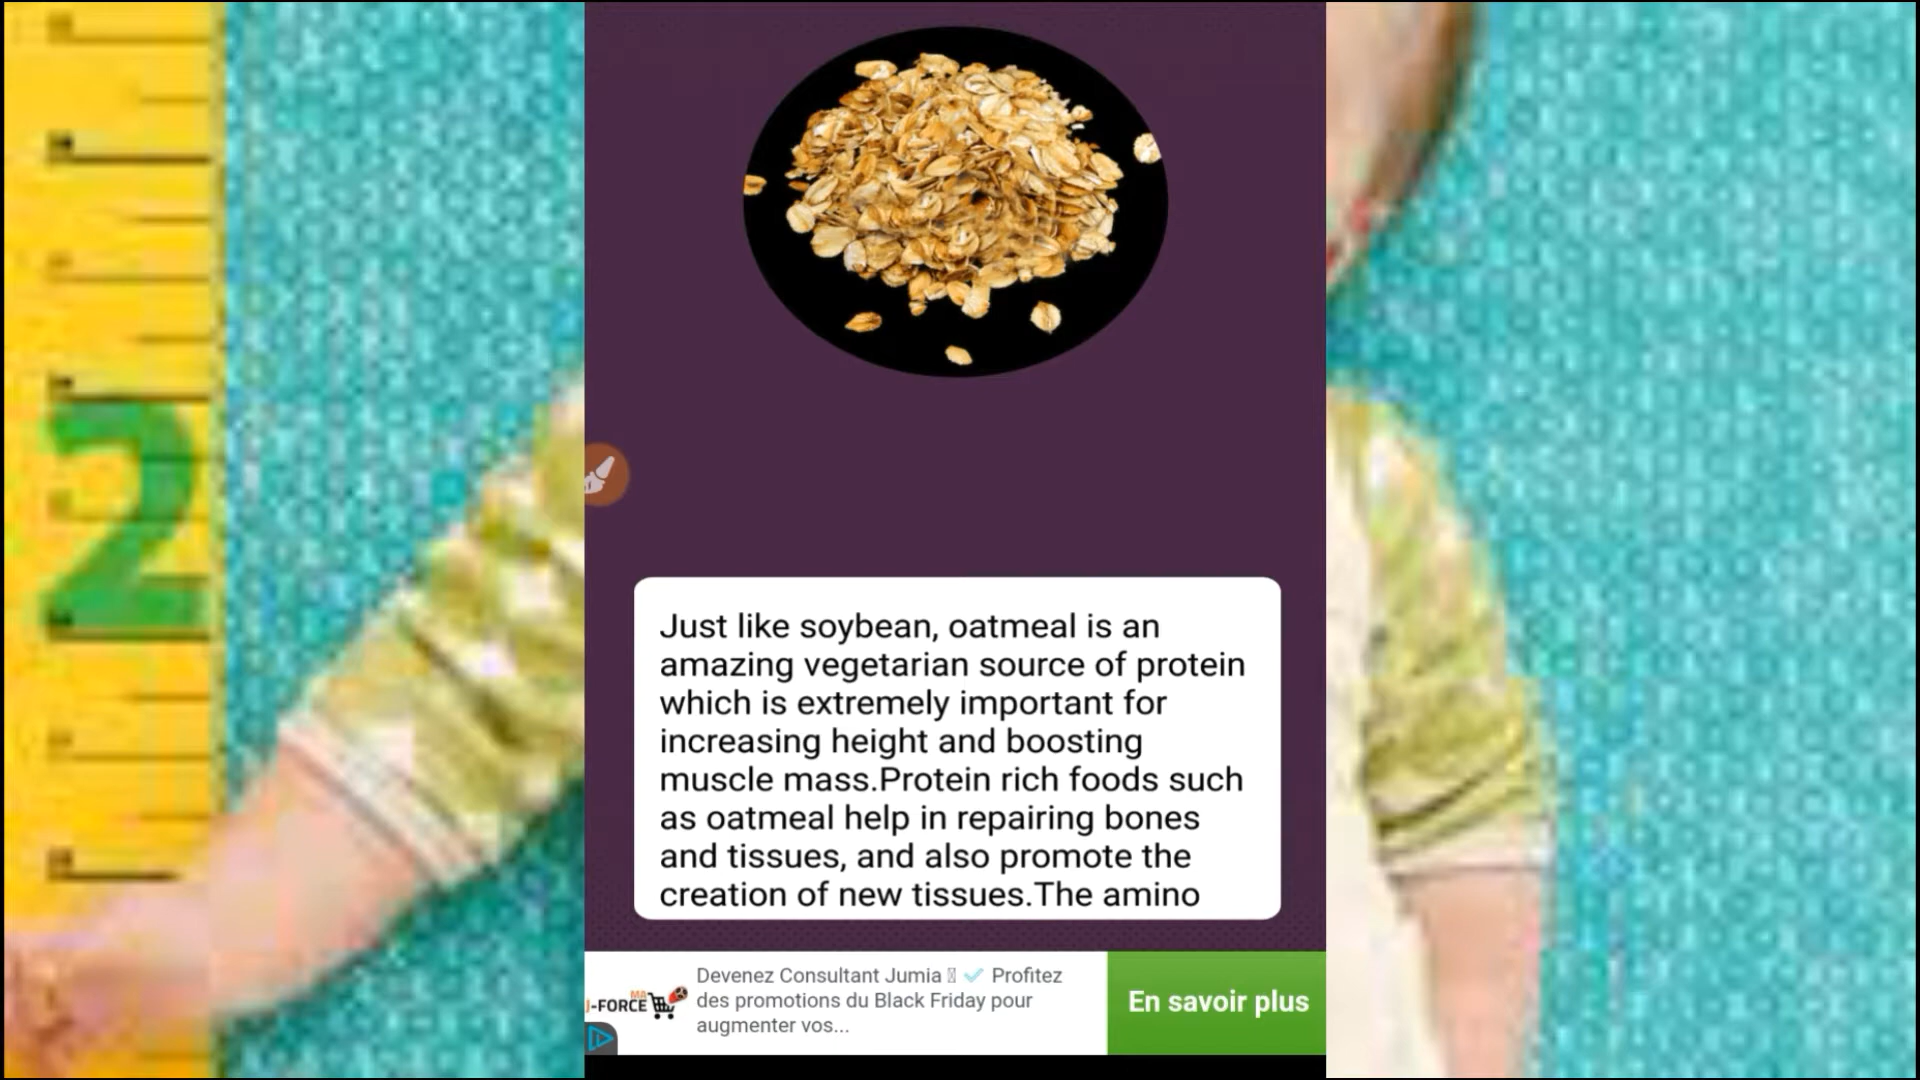 2
Just like soybean, oatmeal is an
amazing vegetarian source of protein
which is extremely important for
increasing height and boosting
muscle mass.Protein rich foods such
as oatmeal help in repairing bones
and tissues, and also promote the
creation of new tissues.The amino
MA
J-FORCE
Devenez Consultant Jumia ✓ Profitez
des promotions du Black Friday pour
augmenter vos...
En savoir plus